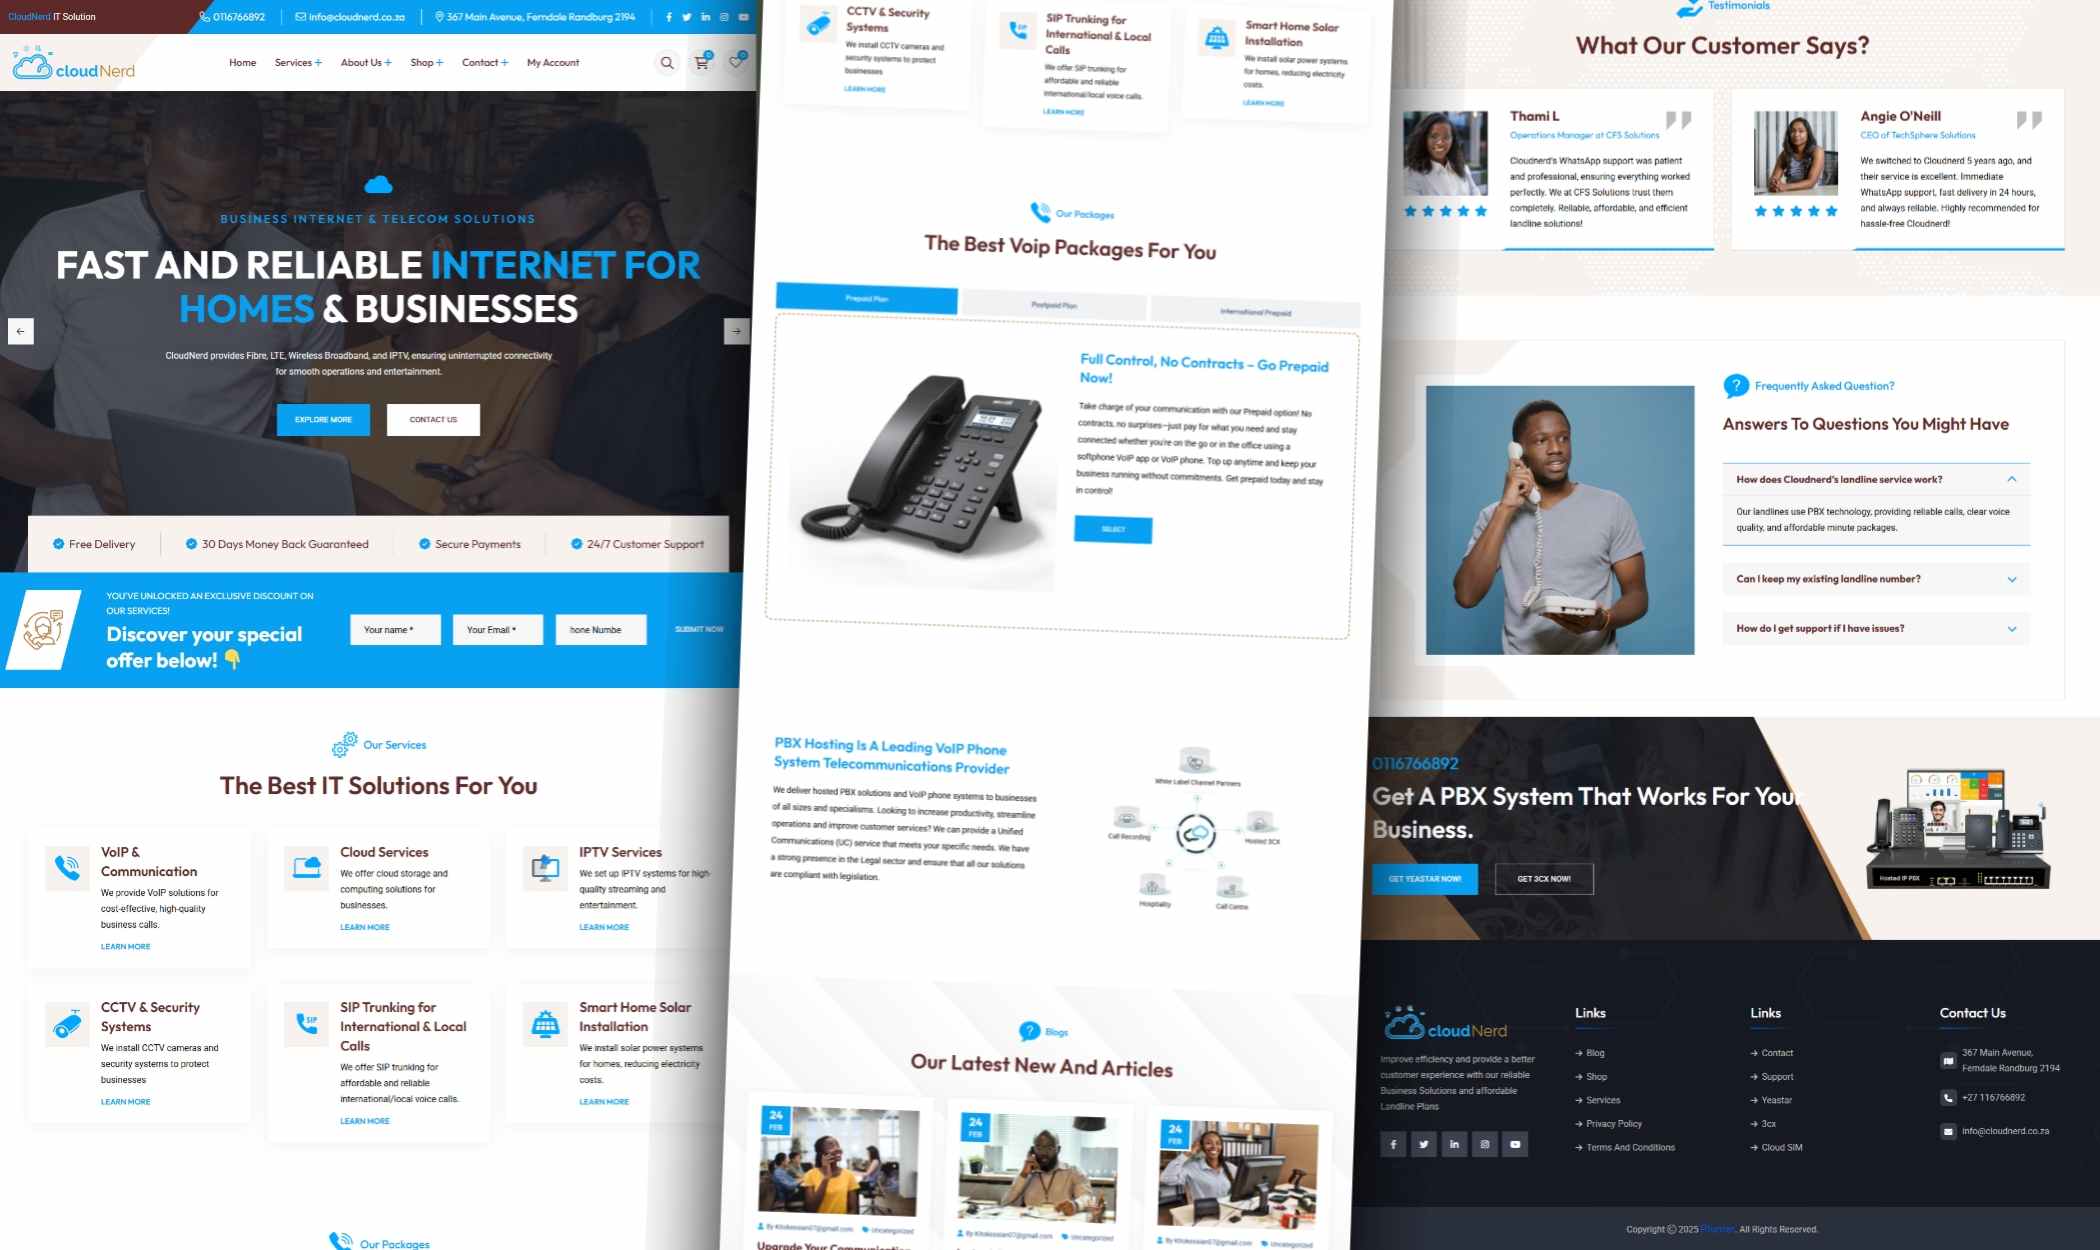 CloudNerd IT Solution
0116766892
info@cloudnerd.co.za
367 Main Avenue, Ferndale Randburg 2194
cloudNerd
Home
Services +
About Us +
Shop +
Contact +
My Account
0
0
BUSINESS INTERNET & TELECOM SOLUTIONS
FAST AND RELIABLE INTERNET FOR
HOMES & BUSINESSES
CloudNerd provides Fibre, LTE, Wireless Broadband, and IPTV, ensuring uninterrupted connectivity
for smooth operations and entertainment.
EXPLORE MORE
CONTACT US
Free Delivery
30 Days Money Back Guaranteed
Secure Payments
24/7 Customer Support
YOU'VE UNLOCKED AN EXCLUSIVE DISCOUNT ON
OUR SERVICES!
Discover your special
offer below! 👇
Your name *
Your Email *
hone Numbe
SUBMIT NOW
Our Services
The Best IT Solutions For You
VoIP &
Communication
We provide VoIP solutions for
cost-effective, high-quality
business calls.
LEARN MORE
Cloud Services
We offer cloud storage and
computing solutions for
businesses.
LEARN MORE
IPTV Services
We set up IPTV systems for high-
quality streaming and
entertainment.
LEARN MORE
CCTV & Security
Systems
We install CCTV cameras and
security systems to protect
businesses
LEARN MORE
SIP
SIP Trunking for
International & Local
Calls
We offer SIP trunking for
affordable and reliable
international/local voice calls.
LEARN MORE
Smart Home Solar
Installation
We install solar power systems
for homes, reducing electricity
costs.
LEARN MORE
Our Packages
CCTV & Security
Systems
We install CCTV cameras and
security systems to protect
businesses
LEARN MORE
SIP
SIP Trunking for
International & Local
Calls
We offer SIP trunking for
affordable and reliable
international/local voice calls.
LEARN MORE
Smart Home Solar
Installation
We install solar power systems
for homes, reducing electricity
costs.
LEARN MORE
Our Packages
The Best Voip Packages For You
Prepaid Plan
Postpaid Plan
International Prepaid
Full Control, No Contracts – Go Prepaid
Now!
Take charge of your communication with our Prepaid option! No
contracts, no surprises—just pay for what you need and stay
connected whether you're on the go or in the office using a
softphone VoIP app or VoIP phone. Top up anytime and keep your
business running without commitments. Get prepaid today and stay
in control!
SELECT
PBX Hosting Is A Leading VoIP Phone
System Telecommunications Provider
We deliver hosted PBX solutions and VoIP phone systems to businesses
of all sizes and specialisms. Looking to increase productivity, streamline
operations and improve customer services? We can provide a Unified
Communications (UC) service that meets your specific needs. We have
a strong presence in the Legal sector and ensure that all our solutions
are compliant with legislation.
White Label Channel Partners
Call Recording
Hosted 3CX
Hospitality
Call Centre
Blogs
Our Latest New And Articles
24
FEB
24
FEB
24
FEB
By Kitokessian07@gmail.com
Uncategorized
By Kitokessian07@gmail.com
Uncategorized
By Kitokessian07@gmail.com
Uncategorized
Upgrade Your Communication
Testimonials
What Our Customer Says?
Thami L
Operations Manager at CFS Solutions
Cloudnerd's WhatsApp support was patient
and professional, ensuring everything worked
perfectly. We at CFS Solutions trust them
completely. Reliable, affordable, and efficient
landline solutions!
Angie O'Neill
CEO of TechSphere Solutions
We switched to Cloudnerd 5 years ago, and
their service is excellent. Immediate
WhatsApp support, fast delivery in 24 hours,
and always reliable. Highly recommended for
hassle-free Cloudnerd!
Frequently Asked Question?
Answers To Questions You Might Have
How does Cloudnerd's landline service work?
Our landlines use PBX technology, providing reliable calls, clear voice
quality, and affordable minute packages.
Can I keep my existing landline number?
How do I get support if I have issues?
0116766892
Get A PBX System That Works For Your
Business.
GET YEASTAR NOW!
GET 3CX NOW!
Hosted IP PBX
cloudNerd
Improve efficiency and provide a better
customer experience with our reliable
Business Solutions and affordable
Landline Plans
Links
Blog
Shop
Services
Privacy Policy
Terms And Conditions
Links
Contact
Support
Yeastar
3cx
Cloud SIM
Contact Us
367 Main Avenue,
Ferndale Randburg 2194
+27 116766892
info@cloudnerd.co.za
Copyright © 2025
All Rights Reserved.